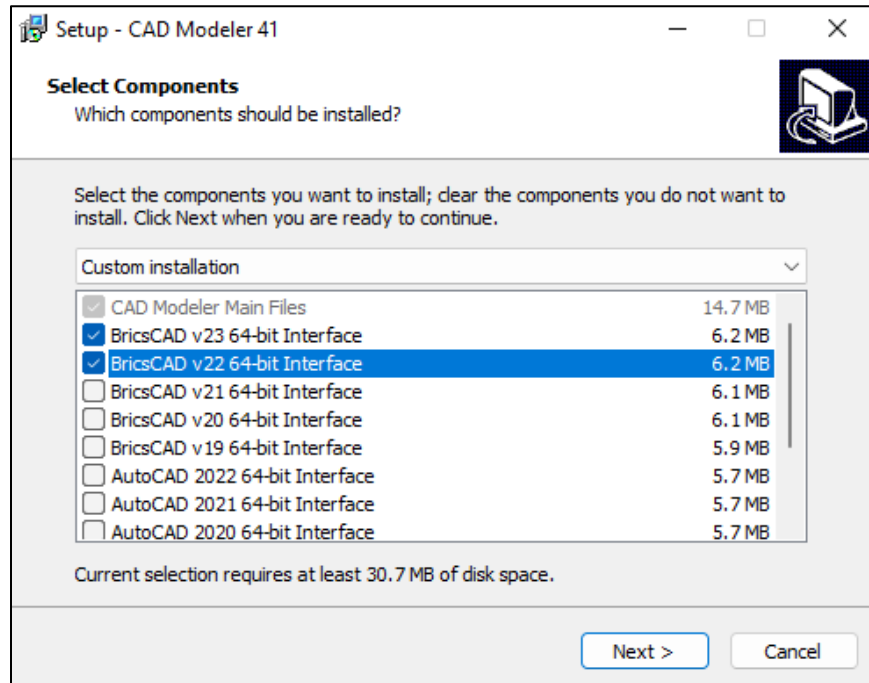 Setup - CAD Modeler 41
Select Components
Which components should be installed?
Select the components you want to install; clear the components you do not want to
install. Click Next when you are ready to continue.
Custom installation
CAD Modeler Main Files 14.7 MB
BricsCAD v23 64-bit Interface 6.2 MB
BricsCAD v22 64-bit Interface 6.2 MB
BricsCAD v21 64-bit Interface 6.1 MB
BricsCAD v20 64-bit Interface 6.1 MB
BricsCAD v19 64-bit Interface 5.9 MB
AutoCAD 2022 64-bit Interface 5.7 MB
AutoCAD 2021 64-bit Interface 5.7 MB
AutoCAD 2020 64-bit Interface 5.7 MB
Current selection requires at least 30.7 MB of disk space.
Next > Cancel